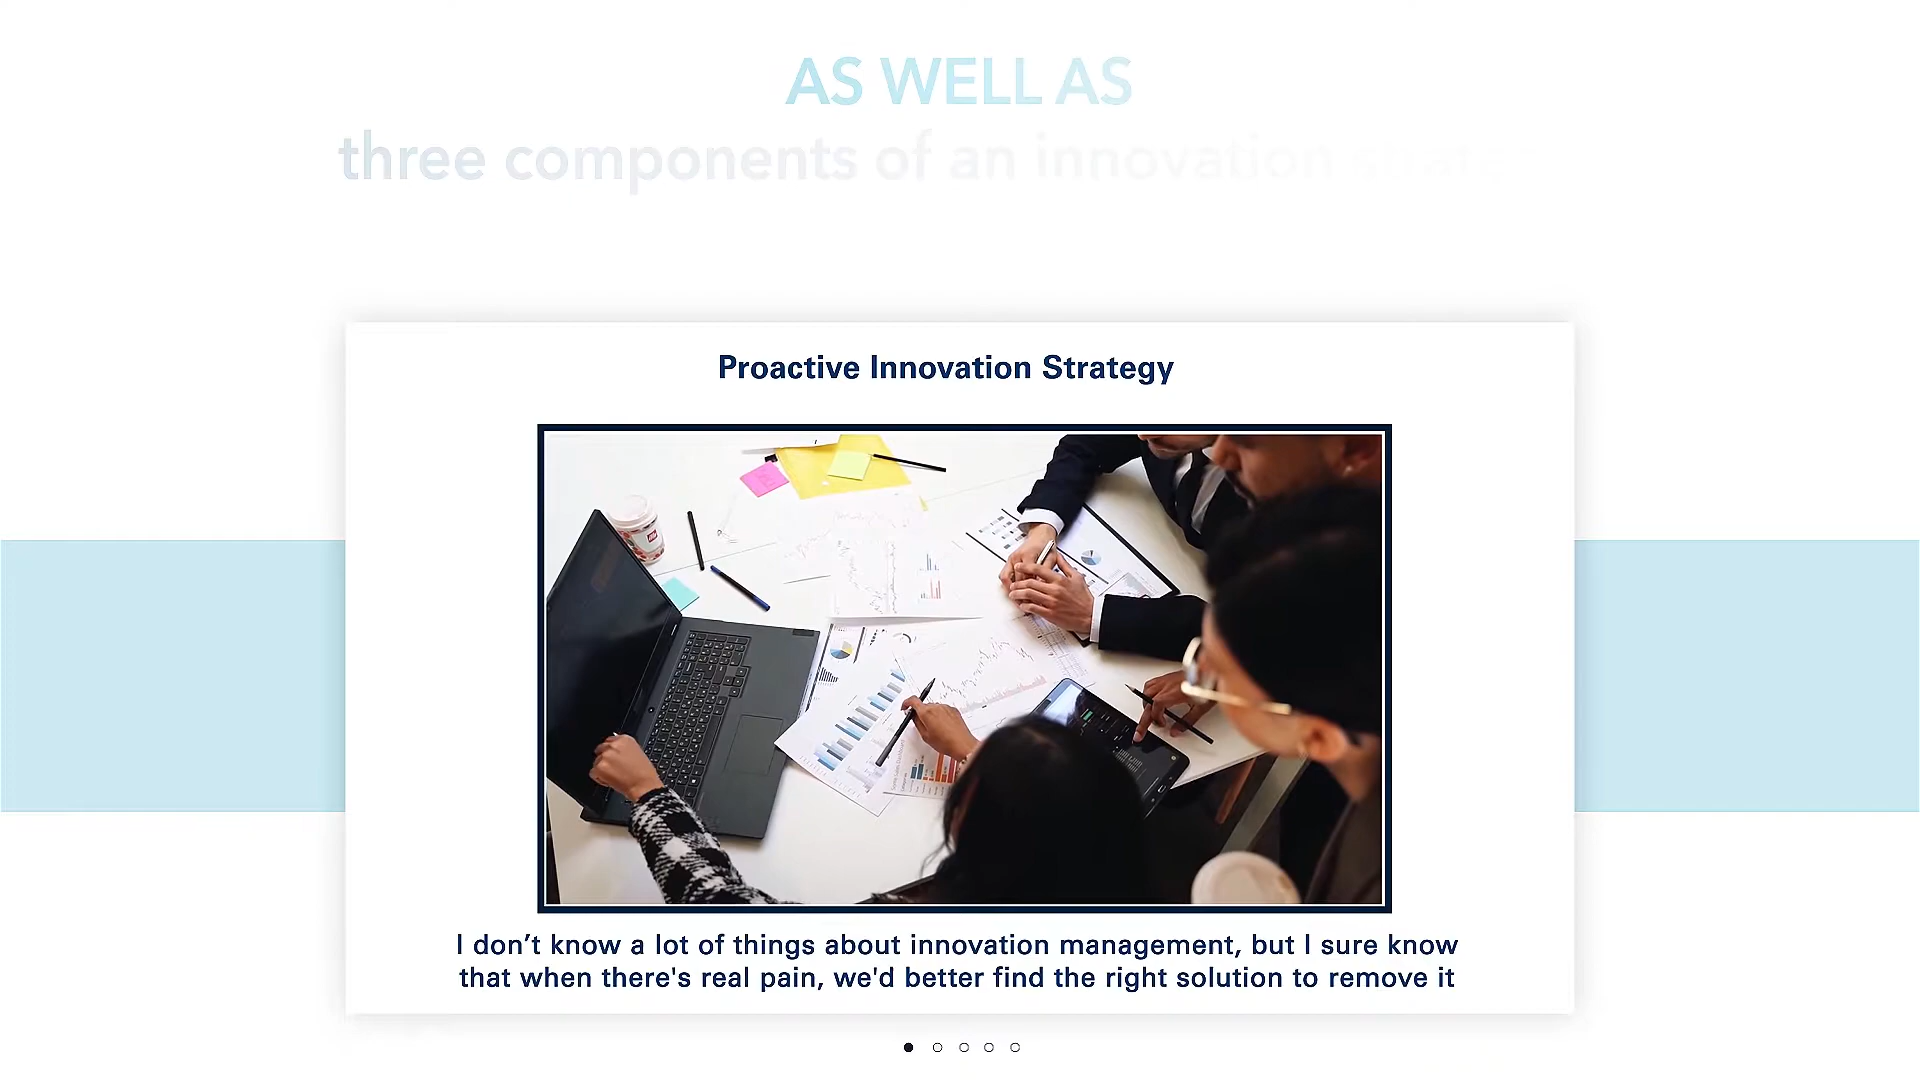 AS WELL AS
three components of an innovation
Proactive Innovation Strategy
I don’t know a lot of things about innovation management, but I sure know
that when there's real pain, we'd better find the right solution to remove it